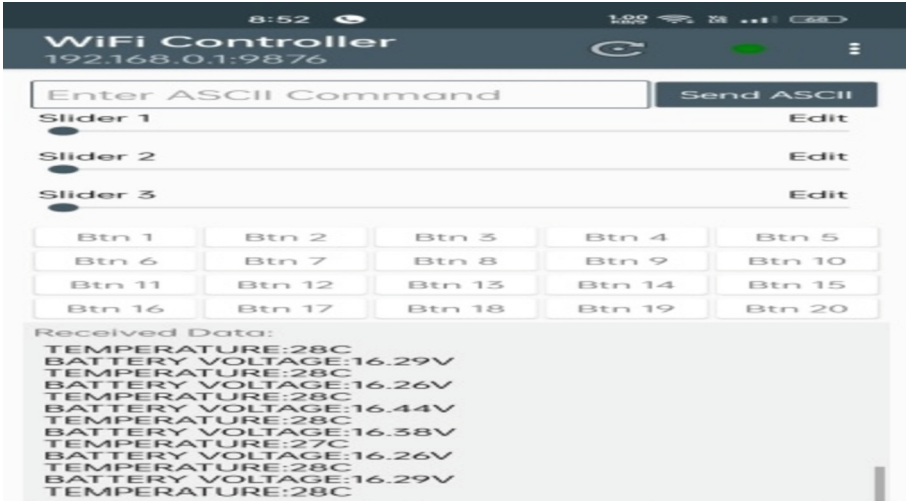 8:52
1.00 KB/S 68
WiFi Controller
192.168.0.1:9876
Enter ASCII Command Send ASCII
Slider 1 Edit
Slider 2 Edit
Slider 3 Edit
Btn 1 Btn 2 Btn 3 Btn 4 Btn 5
Btn 6 Btn 7 Btn 8 Btn 9 Btn 10
Btn 11 Btn 12 Btn 13 Btn 14 Btn 15
Btn 16 Btn 17 Btn 18 Btn 19 Btn 20
Received Data:
TEMPERATURE:28C
BATTERY VOLTAGE:16.29V
TEMPERATURE:28C
BATTERY VOLTAGE:16.26V
TEMPERATURE:28C
BATTERY VOLTAGE:16.44V
TEMPERATURE:28C
BATTERY VOLTAGE:16.38V
TEMPERATURE:27C
BATTERY VOLTAGE:16.26V
TEMPERATURE:28C
BATTERY VOLTAGE:16.29V
TEMPERATURE:28C